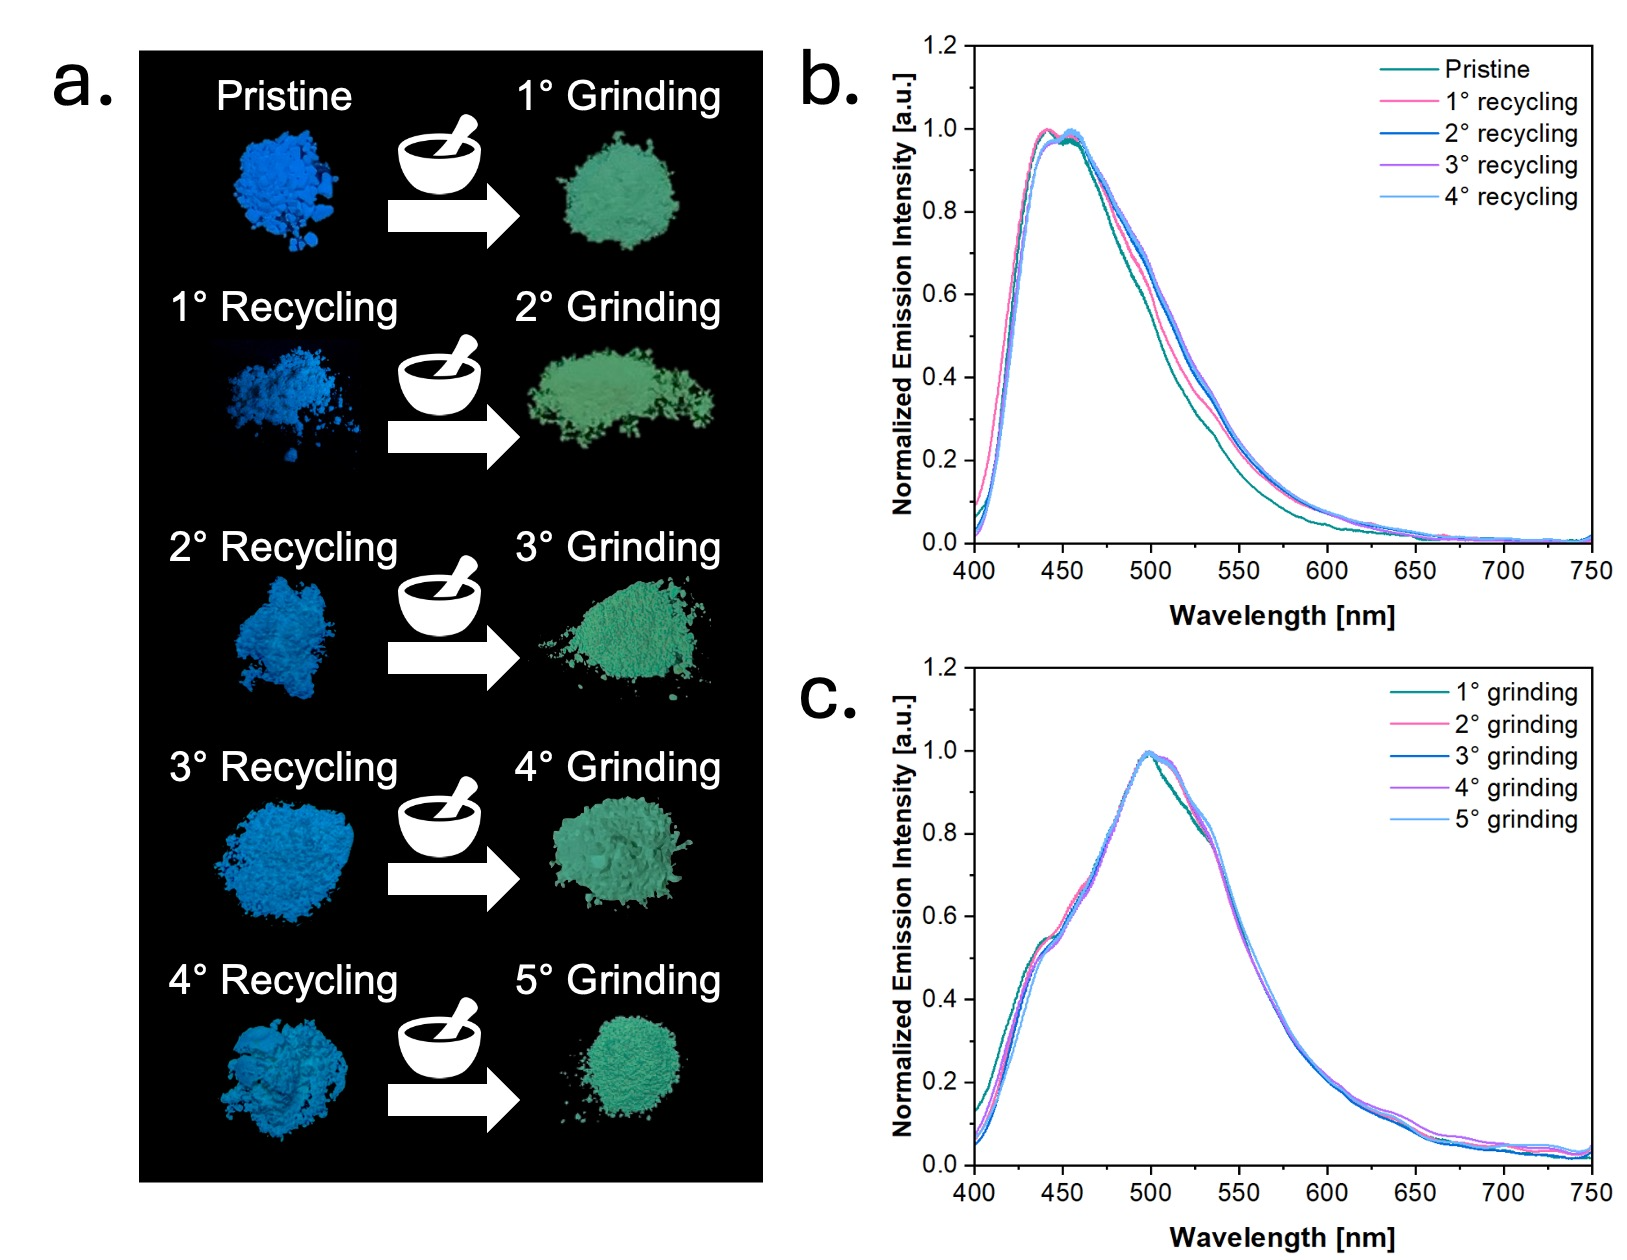 a.
Pristine
1° Grinding
1° Recycling
2° Grinding
2° Recycling
3° Grinding
3° Recycling
4° Grinding
4° Recycling
5° Grinding
b.
Normalized Emission Intensity [a.u.]
1.2
1.0
0.8
0.6
0.4
0.2
0.0
Pristine
1° recycling
2° recycling
3° recycling
4° recycling
400 450 500 550 600 650 700 750
Wavelength [nm]
c.
Normalized Emission Intensity [a.u.]
1.2
1.0
0.8
0.6
0.4
0.2
0.0
1° grinding
2° grinding
3° grinding
4° grinding
5° grinding
400 450 500 550 600 650 700 750
Wavelength [nm]